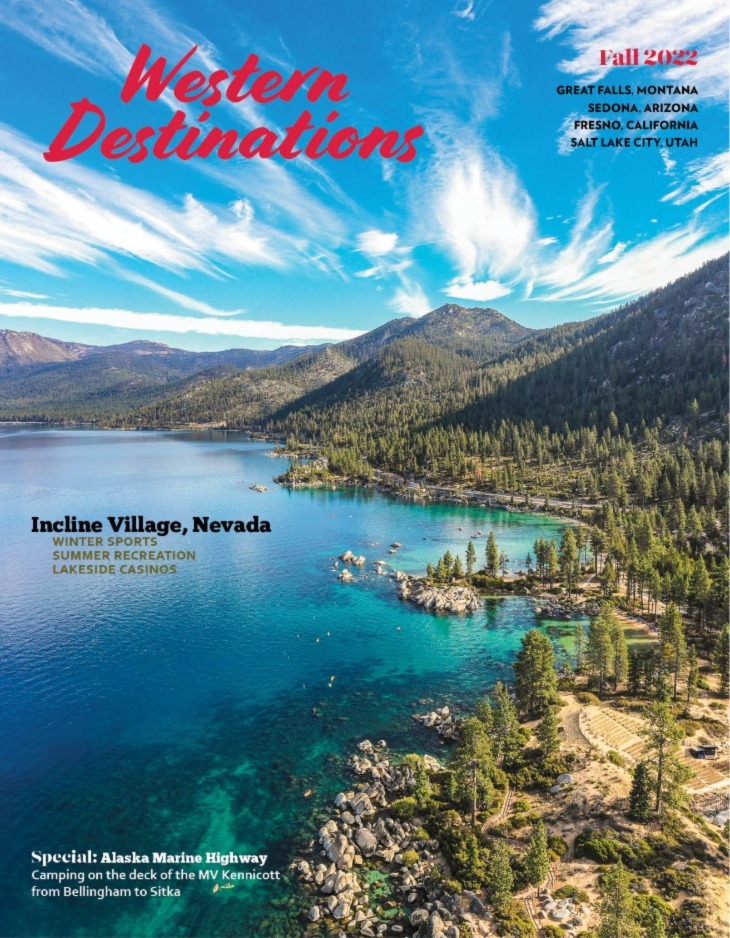 Western
Destinations
Fall 2022
GREAT FALLS, MONTANA
SEDONA, ARIZONA
FRESNO, CALIFORNIA
SALT LAKE CITY, UTAH
Incline Village, Nevada
WINTER SPORTS
SUMMER RECREATION
LAKESIDE CASINOS
Special: Alaska Marine Highway
Camping on the deck of the MV Kennicott
from Bellingham to Sitka